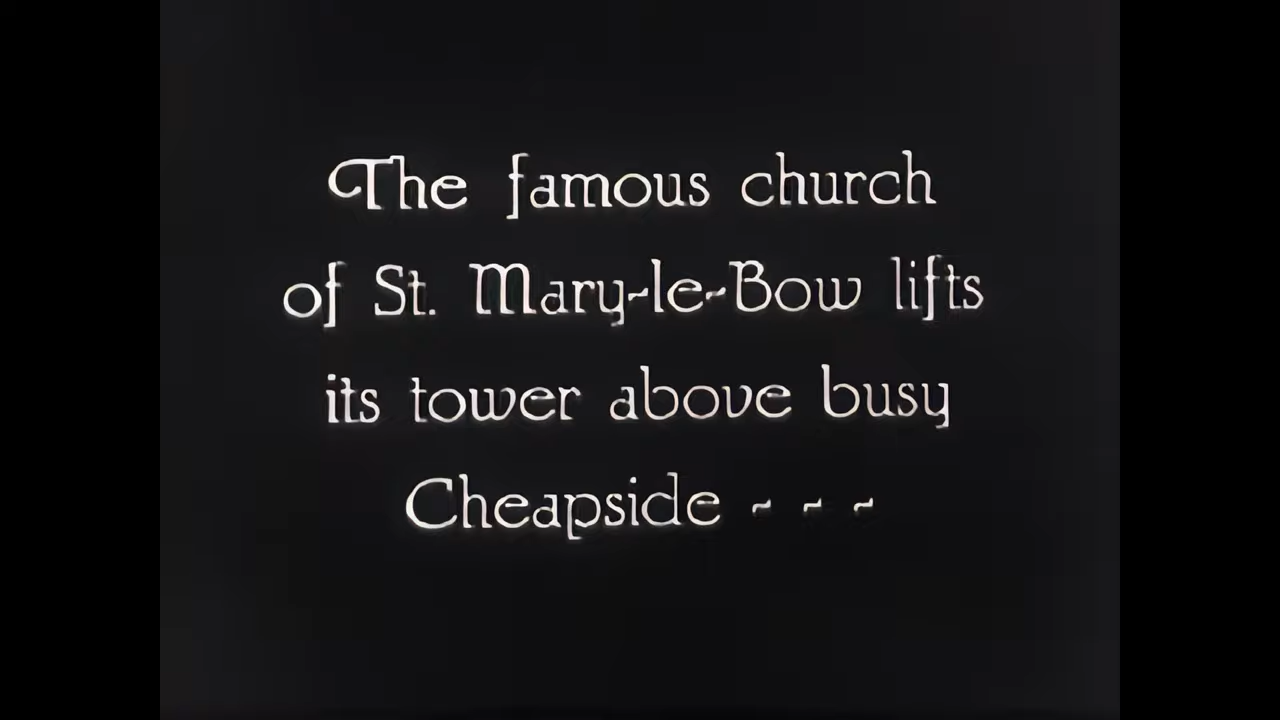 The famous church
of St. Mary-le-Bow lifts
its tower above busy
Cheapside - - -